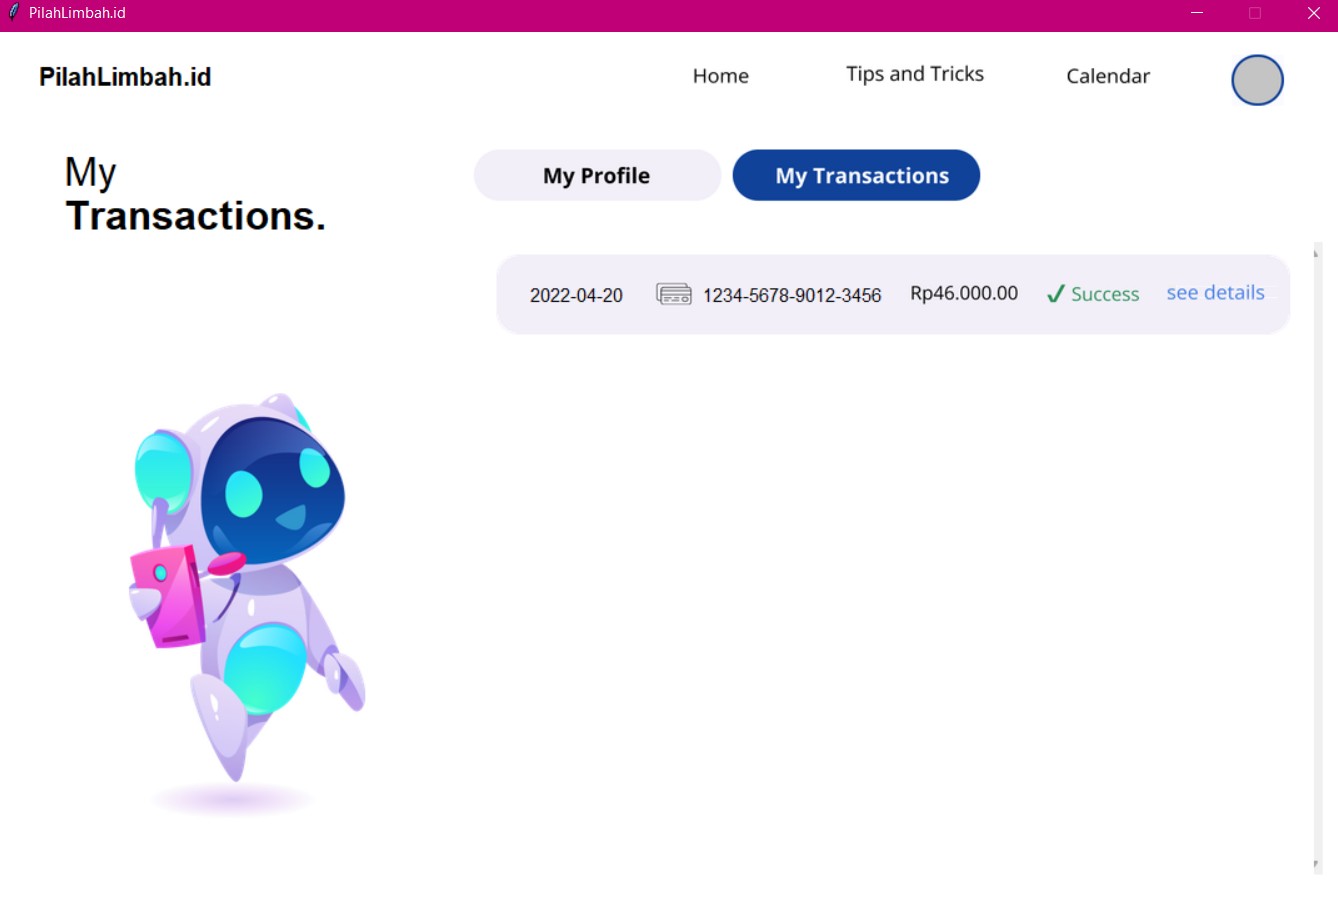 PilahLimbah.id
PilahLimbah.id Home Tips and Tricks Calendar
My
Transactions.
My Profile My Transactions
2022-04-20 1234-5678-9012-3456 Rp46.000.00 Success see details